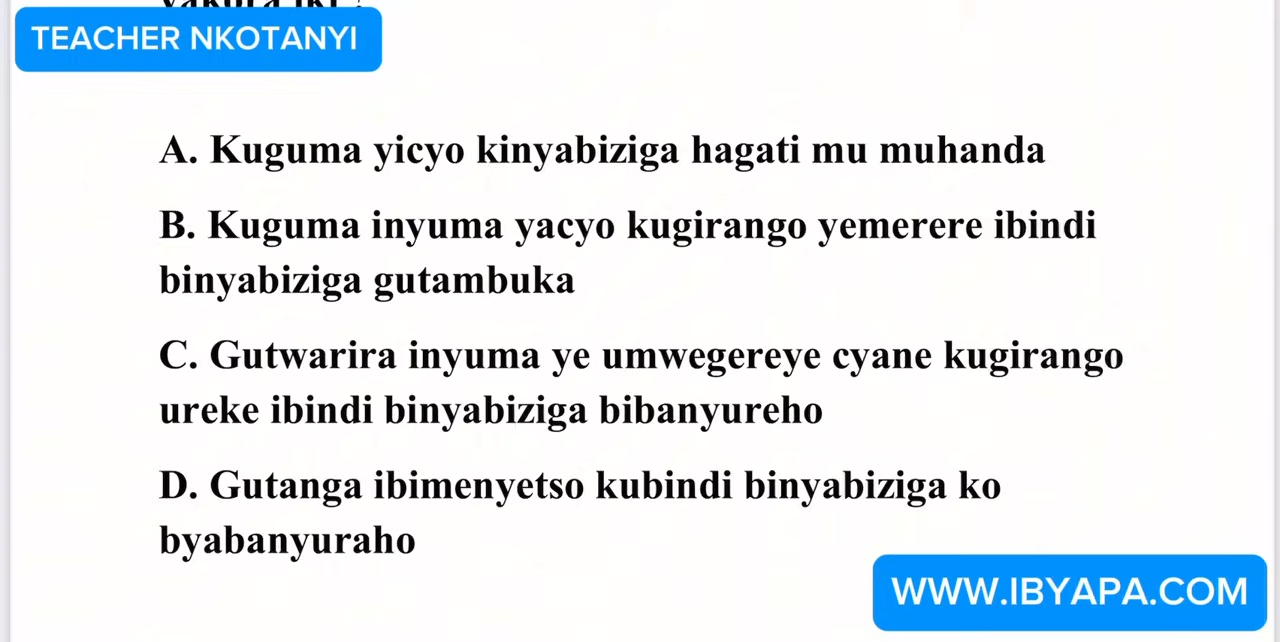 TEACHER NKOTANYI
A. Kuguma yicyo kinyabiziga hagati mu muhanda
B. Kuguma inyuma yacyo kugirango yemerere ibindi
binyabiziga gutambuka
C. Gutwarira inyuma ye umwegereye cyane kugirango
ureke ibindi binyabiziga bibanyureho
D. Gutanga ibimenyetso kubindi binyabiziga ko
byabanyuraho
WWW.IBYAPA.COM